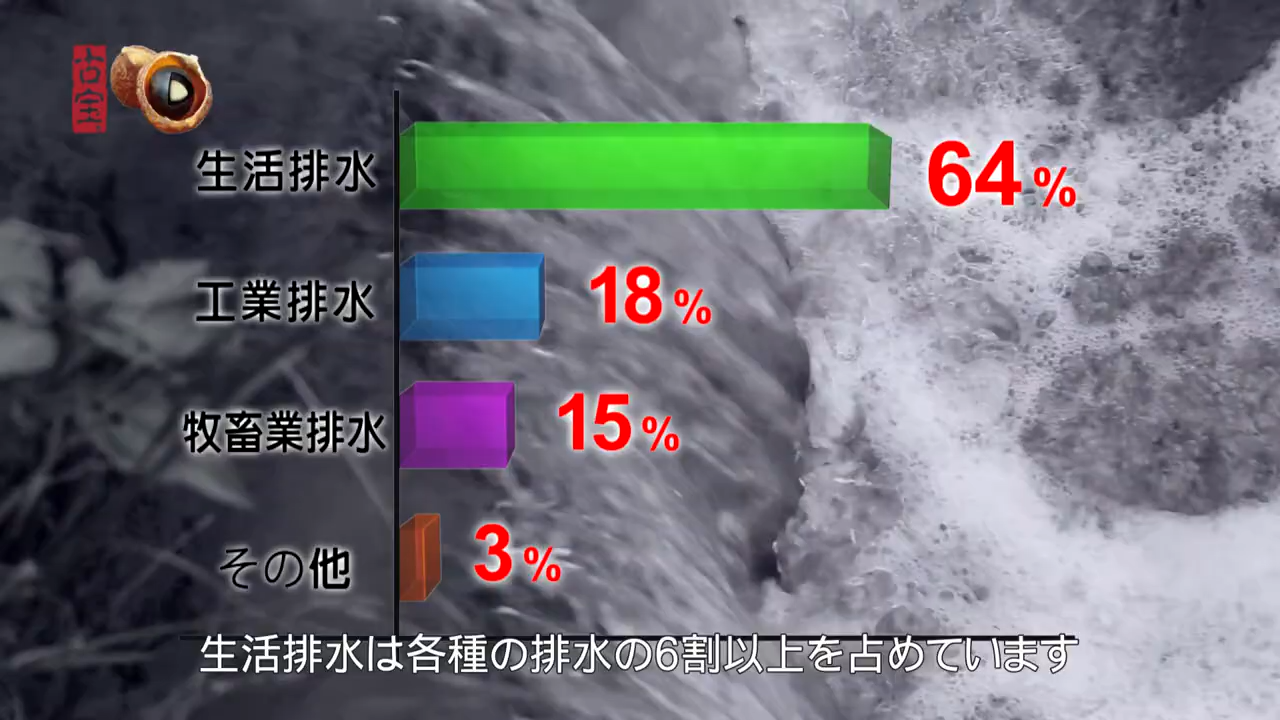 古宝
生活排水
64%
工業排水
18%
牧畜業排水
15%
その他
3%
生活排水は各種の排水の6割以上を占めています